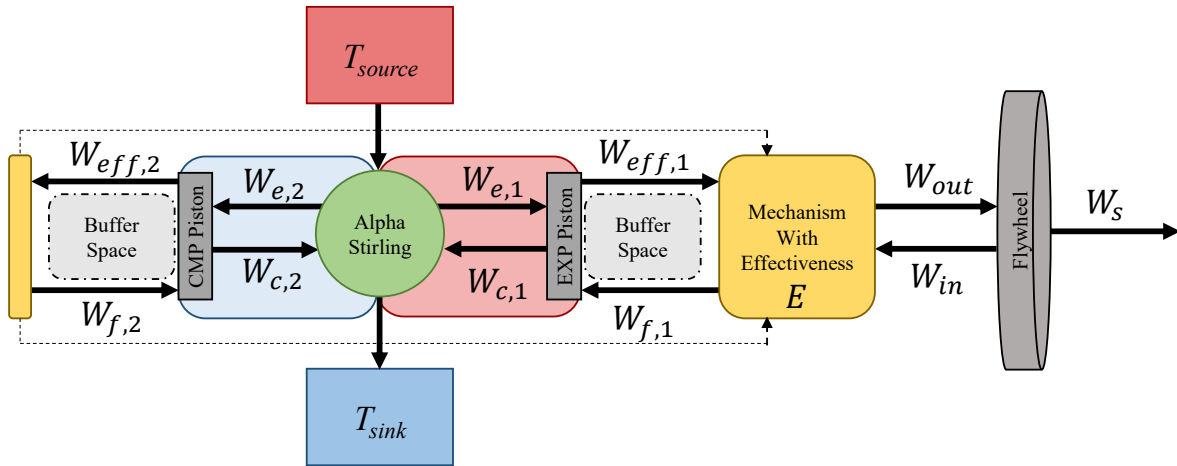 T_source
W_eff,2
W_e,2
W_e,1
W_eff,1
W_out
W_s
Buffer
Space
CMP Piston
Alpha
Stirling
EXP Piston
Buffer
Space
Mechanism
With
Effectiveness
E
Flywheel
W_c,2
W_c,1
W_in
W_f,2
W_f,1
T_sink